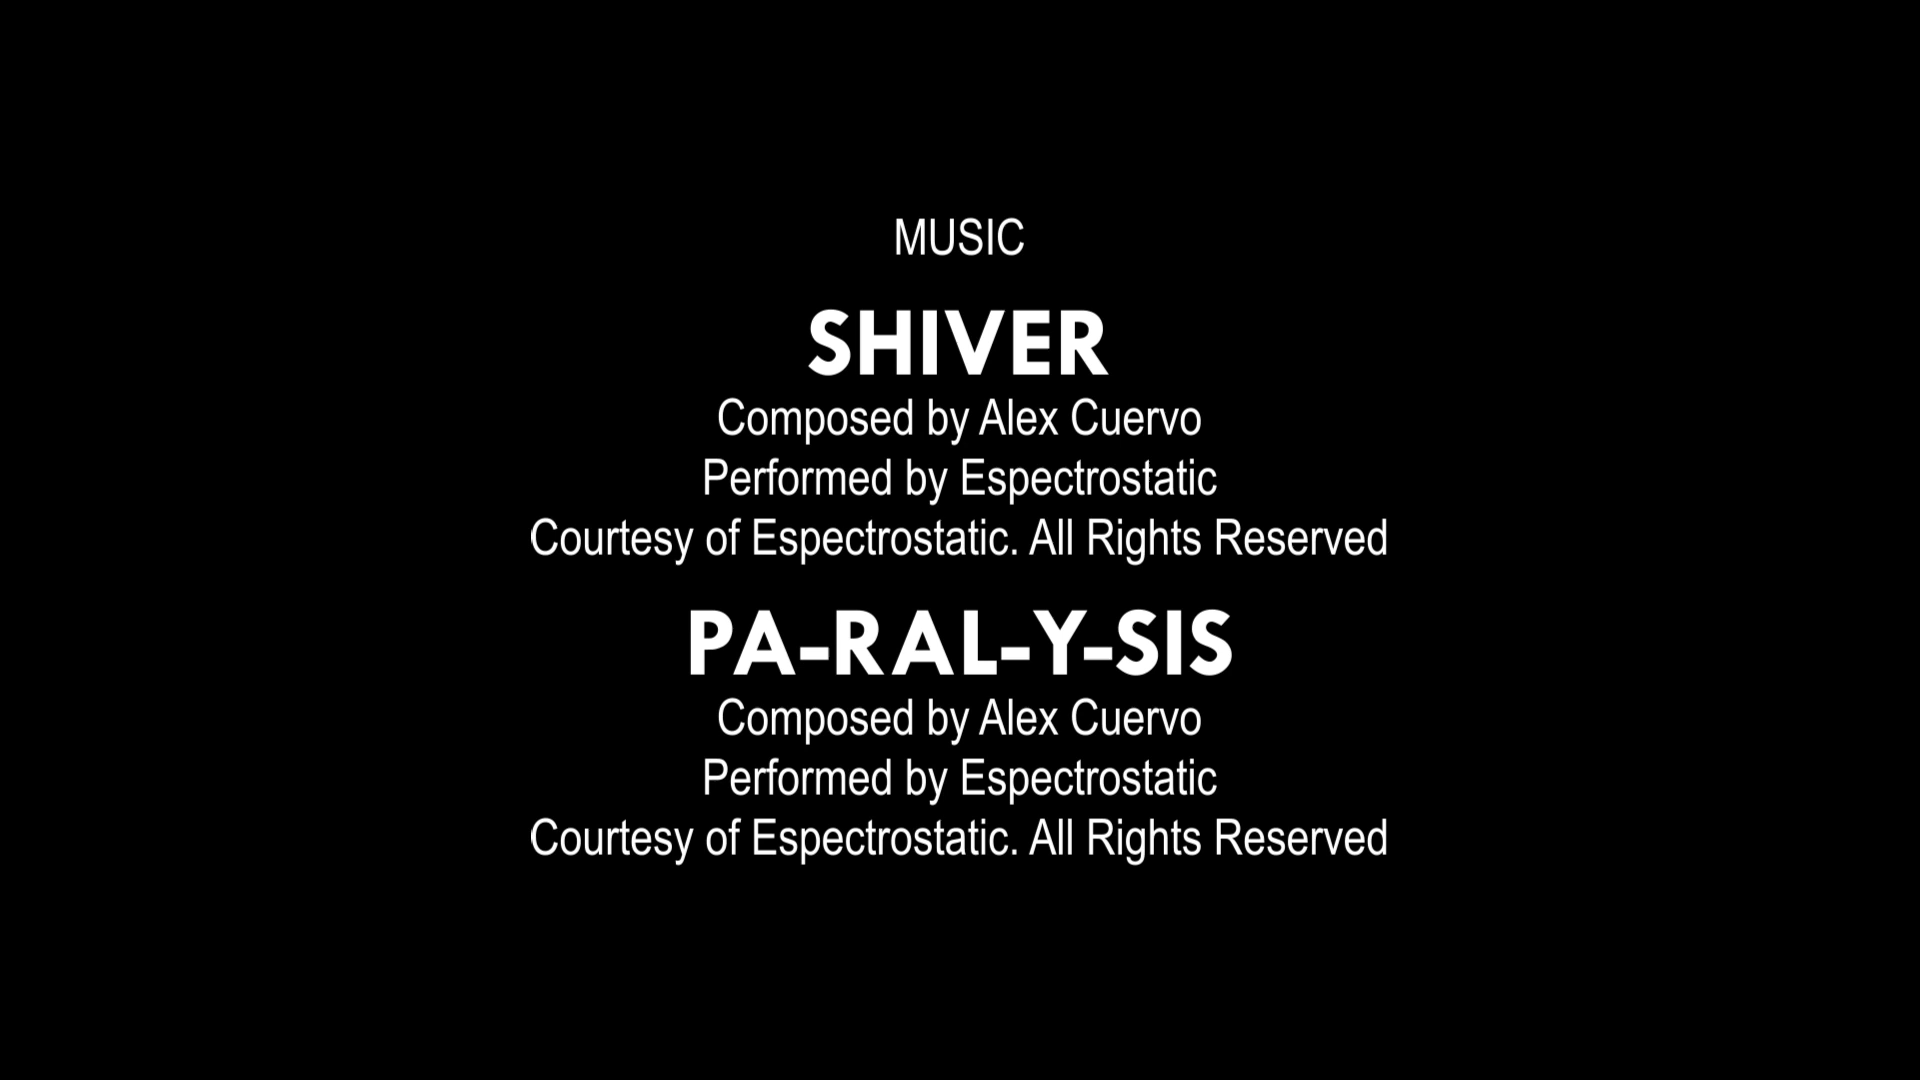 MUSIC
SHIVER
Composed by Alex Cuervo
Performed by Espectrostatic
Courtesy of Espectrostatic. All Rights Reserved
PA-RAL-Y-SIS
Composed by Alex Cuervo
Performed by Espectrostatic
Courtesy of Espectrostatic. All Rights Reserved